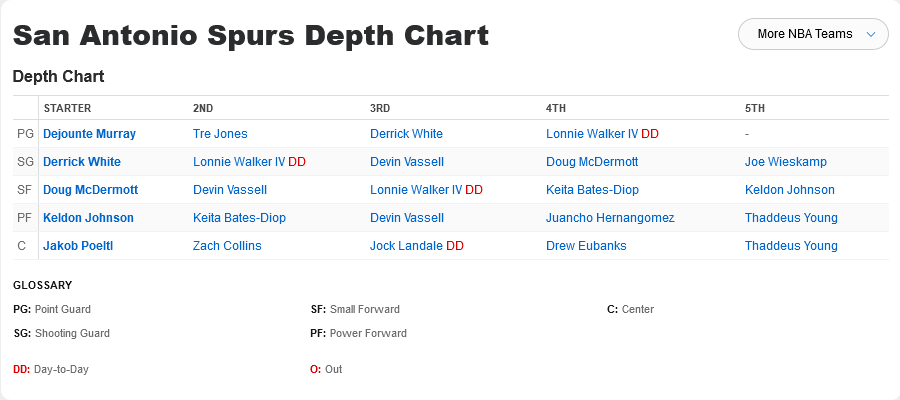 San Antonio Spurs Depth Chart
More NBA Teams
Depth Chart
STARTER 2ND 3RD 4TH 5TH
PG Dejounte Murray Tre Jones Derrick White Lonnie Walker IV DD -
SG Derrick White Lonnie Walker IV DD Devin Vassell Doug McDermott Joe Wieskamp
SF Doug McDermott Devin Vassell Lonnie Walker IV DD Keita Bates-Diop Keldon Johnson
PF Keldon Johnson Keita Bates-Diop Devin Vassell Juancho Hernangomez Thaddeus Young
C Jakob Poeltl Zach Collins Jock Landale DD Drew Eubanks Thaddeus Young
GLOSSARY
PG: Point Guard SF: Small Forward C: Center
SG: Shooting Guard PF: Power Forward
DD: Day-to-Day O: Out